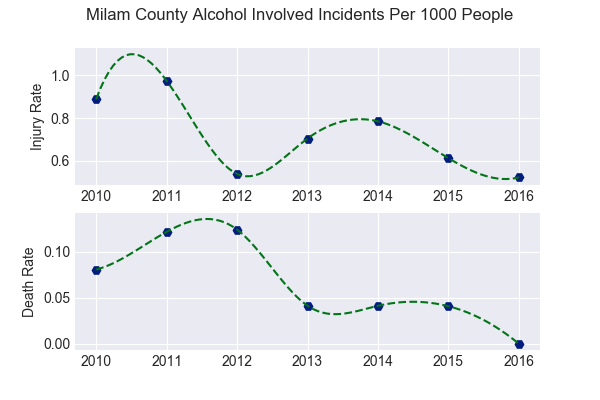 Milam County Alcohol Involved Incidents Per 1000 People
Injury Rate
1.0
0.8
0.6
2010 2011 2012 2013 2014 2015 2016
Death Rate
0.10
0.05
0.00
2010 2011 2012 2013 2014 2015 2016